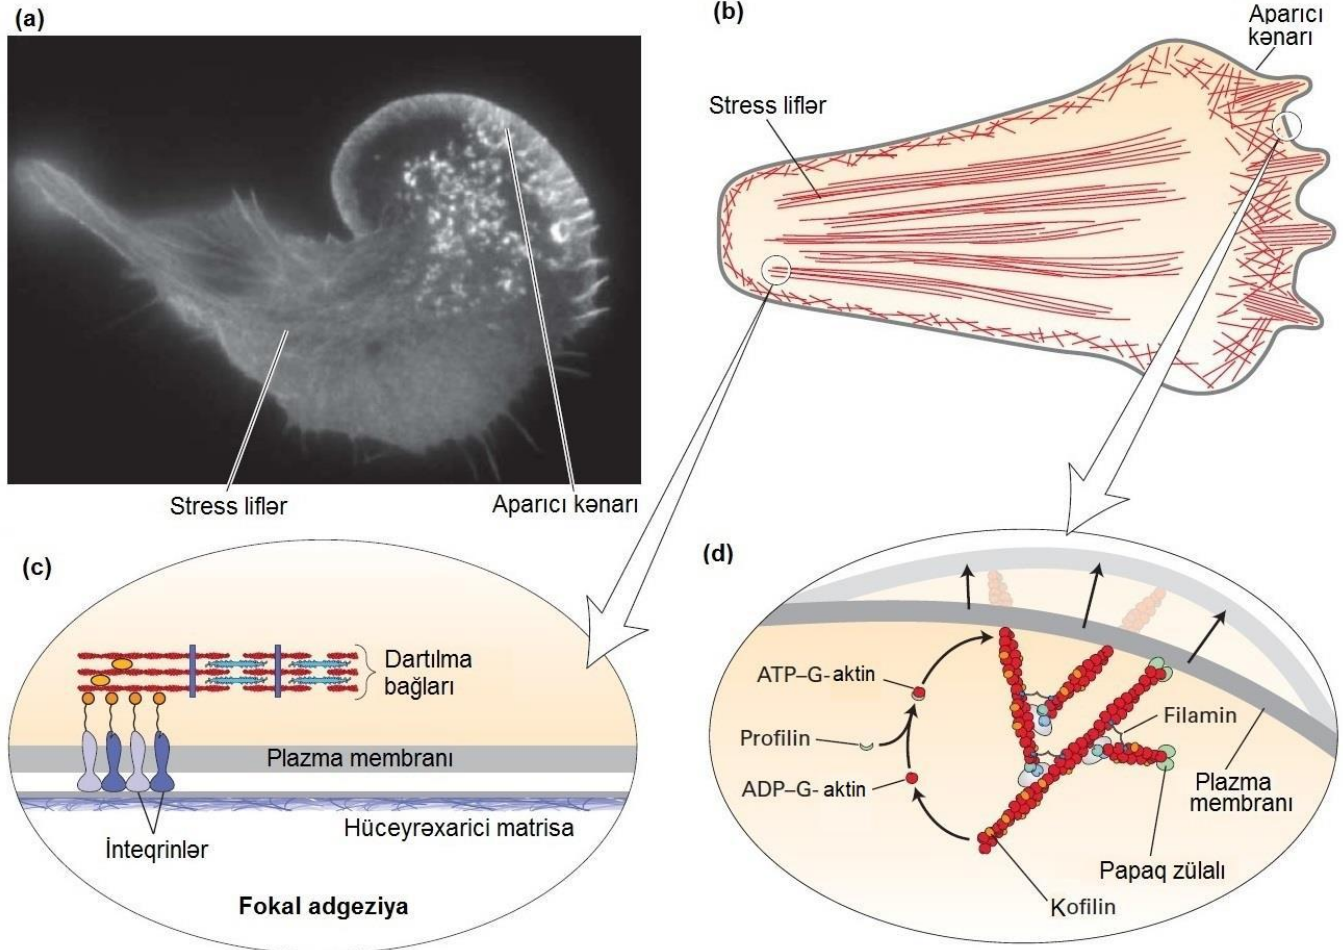 (a)
Stress liflər
Aparıcı kənarı
(b)
Aparıcı
kənarı
Stress liflər
(c)
Dartılma
bağları
Plazma membranı
Hüceyrəxarici matrisa
İnteqrinlər
Fokal adgeziya
(d)
ATP–G-aktin
Profilin
ADP–G-aktin
Filamin
Plazma
membranı
Papaq zülalı
Kofilin